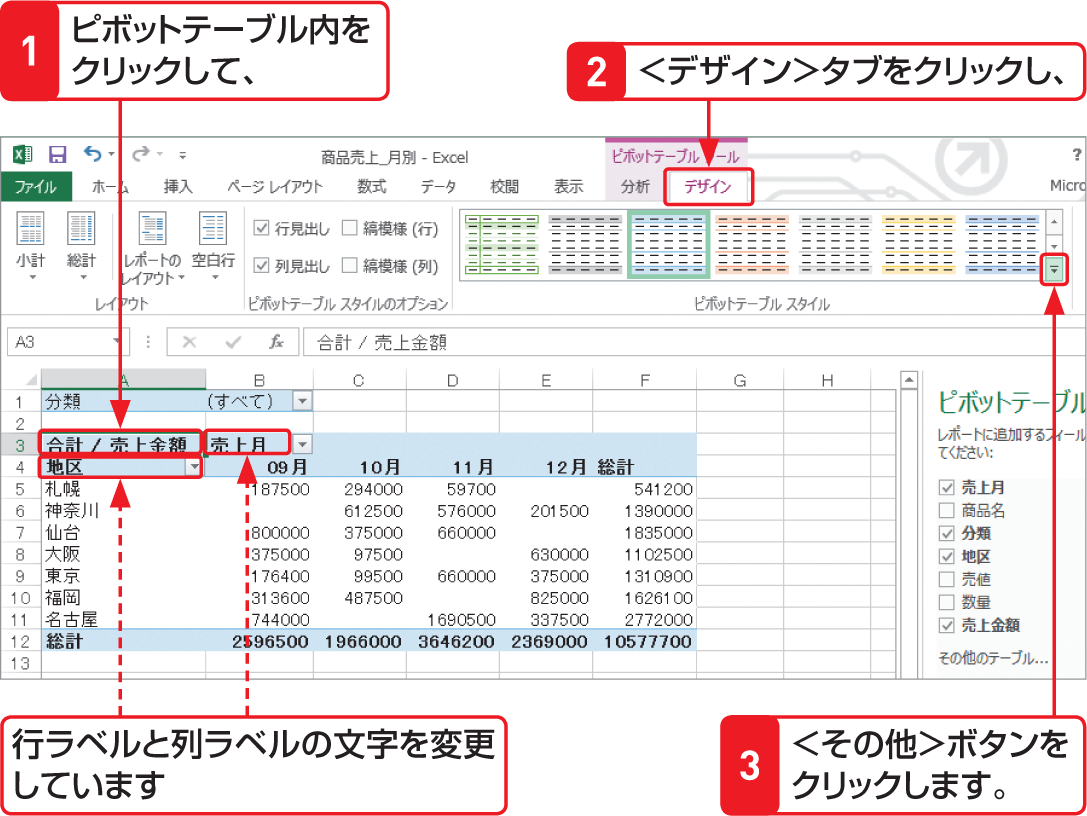 1
ピボットテーブル内を
クリックして、
2
＜デザイン＞タブをクリックし、
商品売上_月別 - Excel
ピボットテーブル ツール
?
ファイル
ホーム
挿入
ページ レイアウト
数式
データ
校閲
表示
分析
デザイン
Micro
小計
総計
レポートの
レイアウト
空白行
行見出し
縞模様 (行)
列見出し
縞模様 (列)
レイアウト
ピボットテーブル スタイルのオプション
ピボットテーブル スタイル
A3
fx
合計 / 売上金額
A B C D E F G H
1 分類 (すべて)
2
3 合計 / 売上金額 売上月
4 地区 09月 10月 11月 12月 総計
5 札幌 187500 294000 59700 541200
6 神奈川 612500 576000 201500 1390000
7 仙台 800000 375000 660000 1835000
8 大阪 375000 97500 630000 1102500
9 東京 176400 99500 660000 375000 1310900
10 福岡 313600 487500 825000 1626100
11 名古屋 744000 1690500 337500 2772000
12 総計 2596500 1966000 3646200 2369000 10577700
13
ピボットテーブル
レポートに追加するフィール
てください:
売上月
商品名
分類
地区
売値
数量
売上金額
その他のテーブル...
行ラベルと列ラベルの文字を変更
しています
3
＜その他＞ボタンを
クリックします。